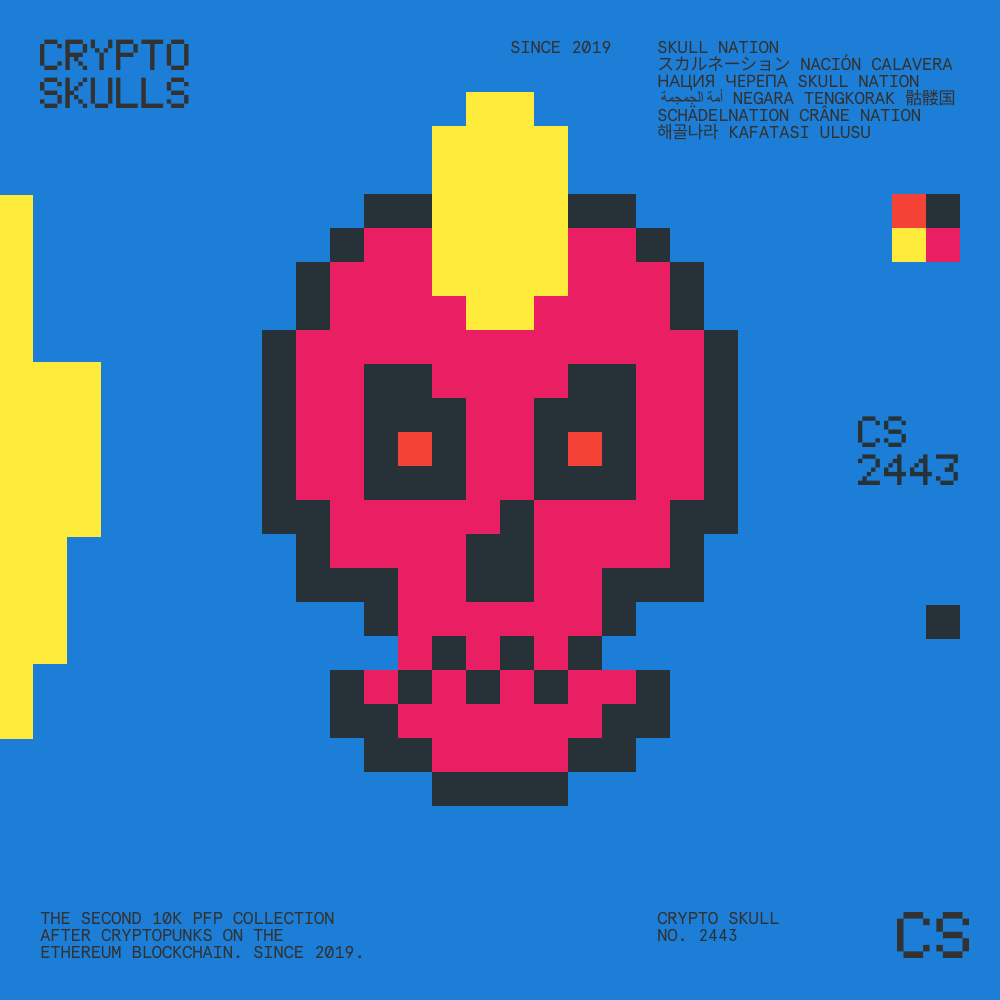 CRYPTO
SKULLS
SINCE 2019
SKULL NATION
スカルネーション NACIÓN CALAVERA
НАЦИЯ ЧЕРЕПА SKULL NATION
أمة الجمجمة NEGARA TENGKORAK 骷髅国
SCHÄDELNATION CRÂNE NATION
해골나라 KAFATASI ULUSU
CS
2443
THE SECOND 10K PFP COLLECTION
AFTER CRYPTOPUNKS ON THE
ETHEREUM BLOCKCHAIN. SINCE 2019.
CRYPTO SKULL
NO. 2443
CS